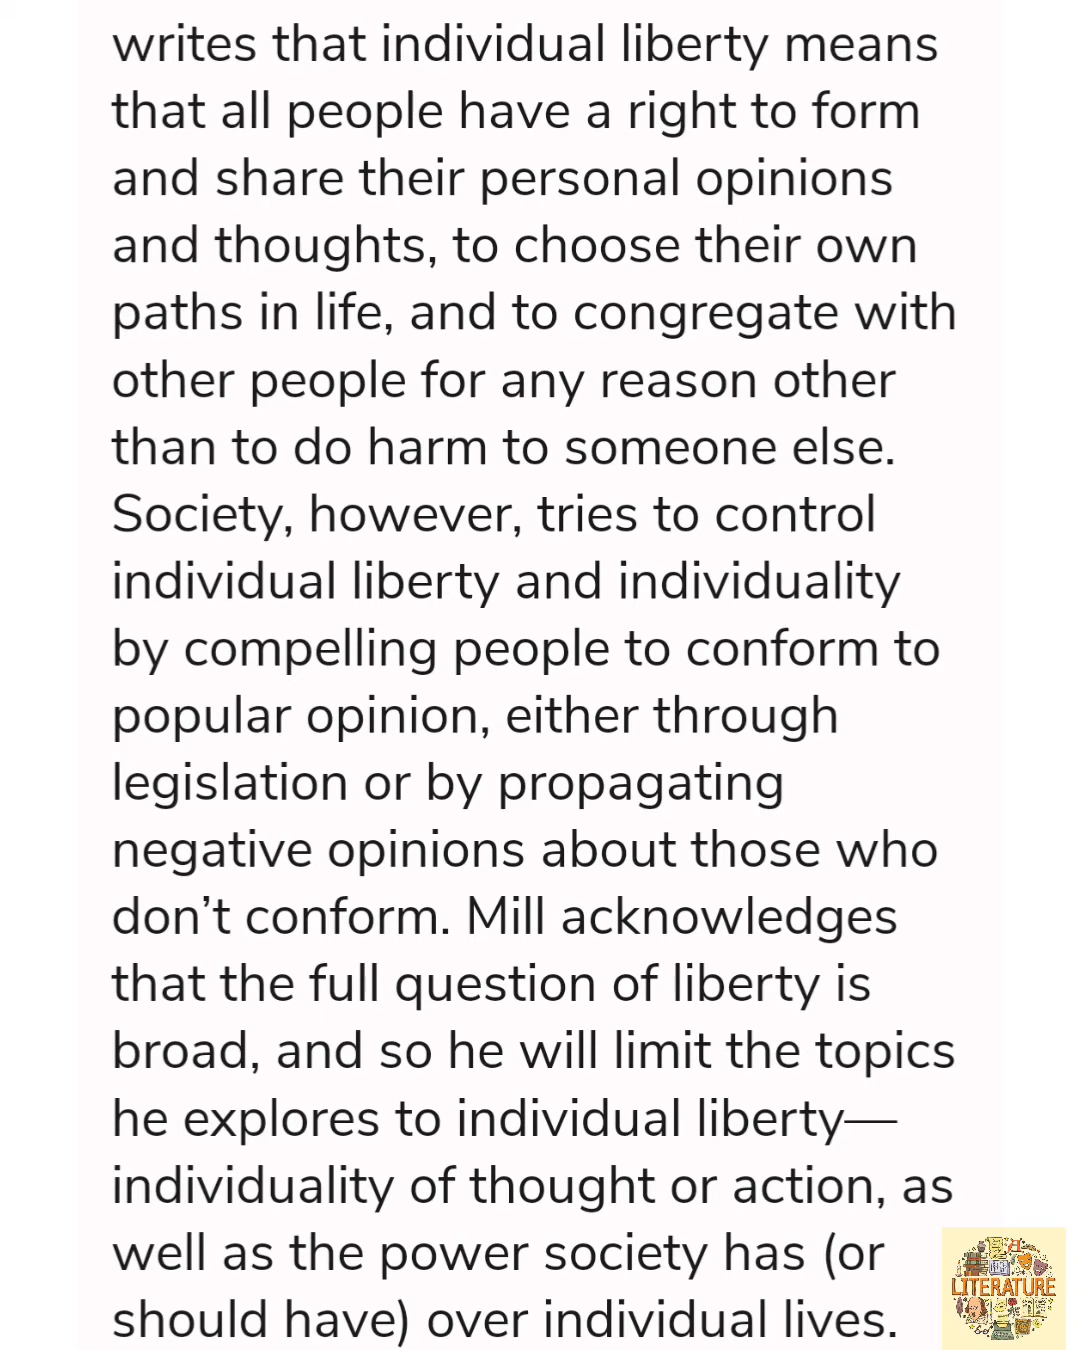 writes that individual liberty means
that all people have a right to form
and share their personal opinions
and thoughts, to choose their own
paths in life, and to congregate with
other people for any reason other
than to do harm to someone else.
Society, however, tries to control
individual liberty and individuality
by compelling people to conform to
popular opinion, either through
legislation or by propagating
negative opinions about those who
don’t conform. Mill acknowledges
that the full question of liberty is
broad, and so he will limit the topics
he explores to individual liberty—
individuality of thought or action, as
well as the power society has (or
should have) over individual lives.
LITERATURE